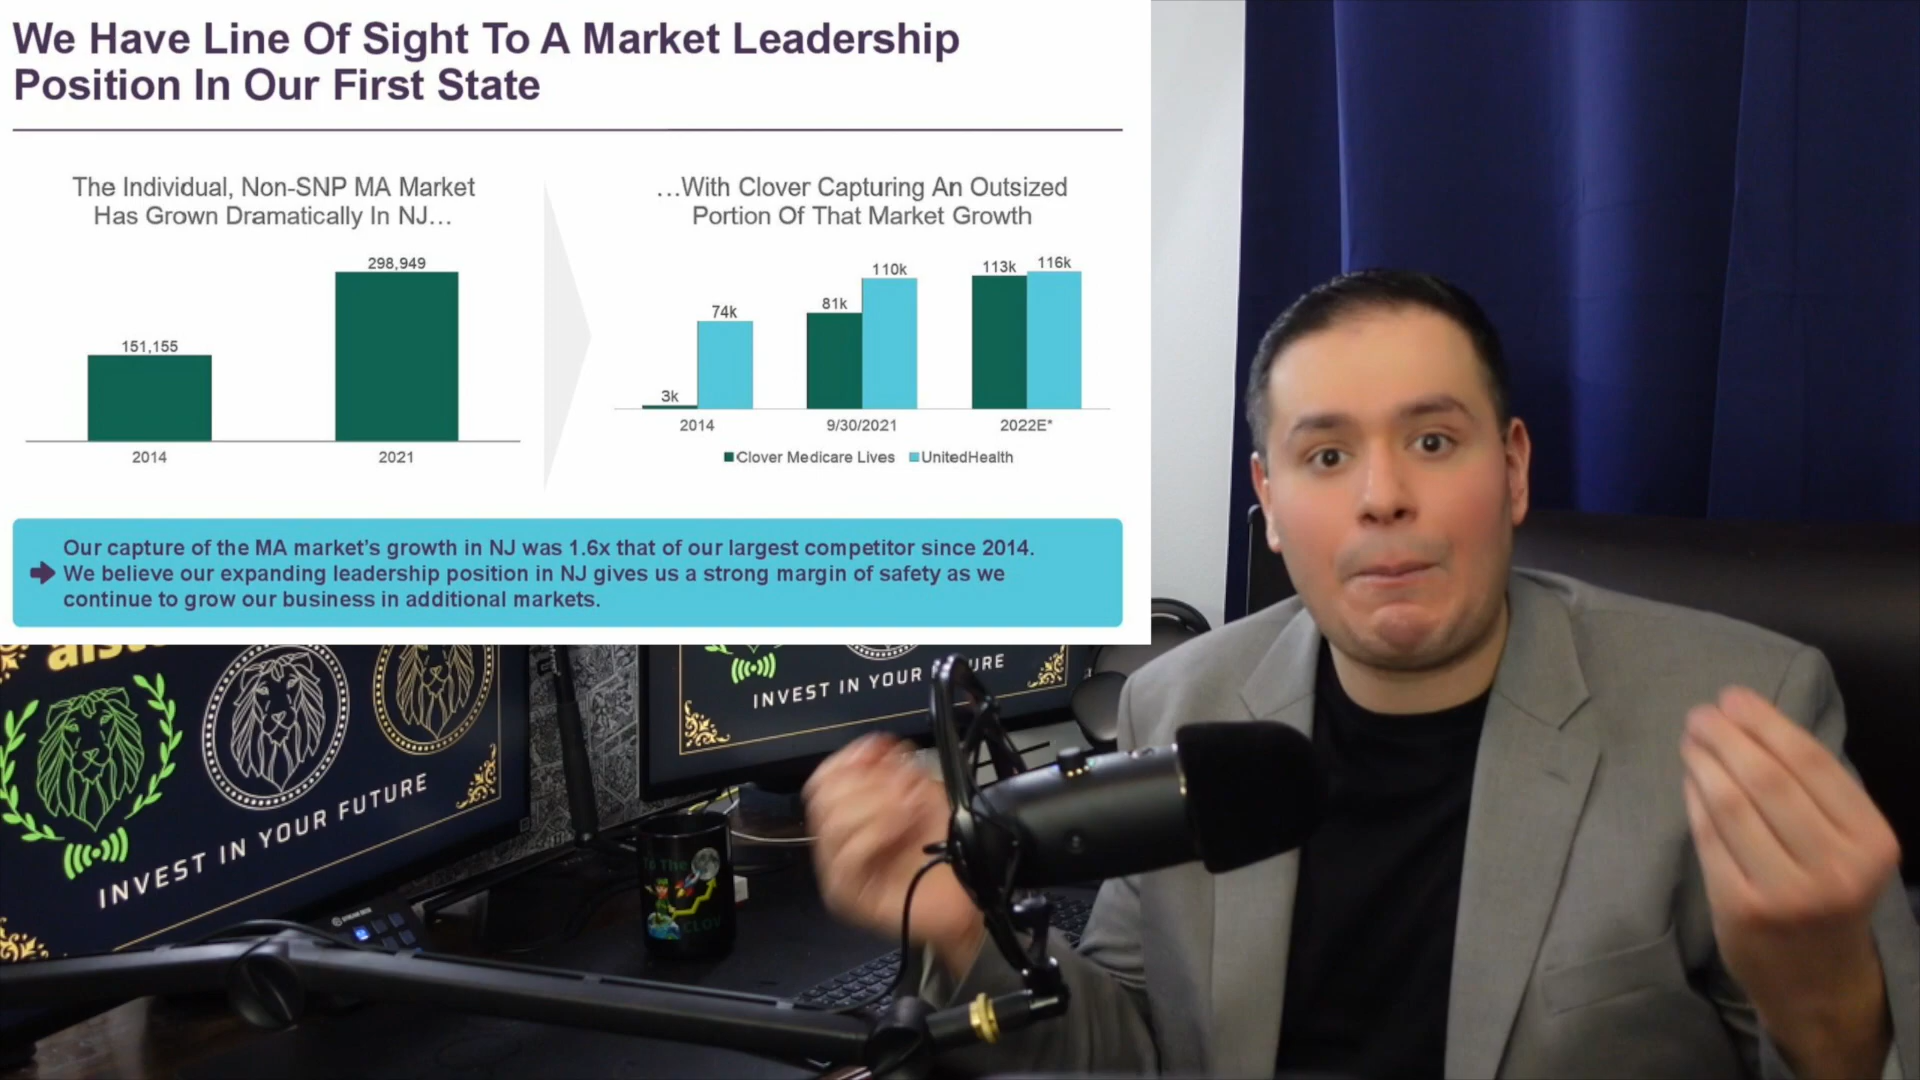 We Have Line Of Sight To A Market Leadership
Position In Our First State
The Individual, Non-SNP MA Market
Has Grown Dramatically In NJ...
151,155
298,949
2014
2021
...With Clover Capturing An Outsized
Portion Of That Market Growth
3k
74k
81k
110k
113k
116k
2014
9/30/2021
2022E*
Clover Medicare Lives
UnitedHealth
Our capture of the MA market's growth in NJ was 1.6x that of our largest competitor since 2014.
We believe our expanding leadership position in NJ gives us a strong margin of safety as we
continue to grow our business in additional markets.
INVEST IN YOUR FUTURE
INVEST IN YOUR
To The
CLOV
STREAM DECK